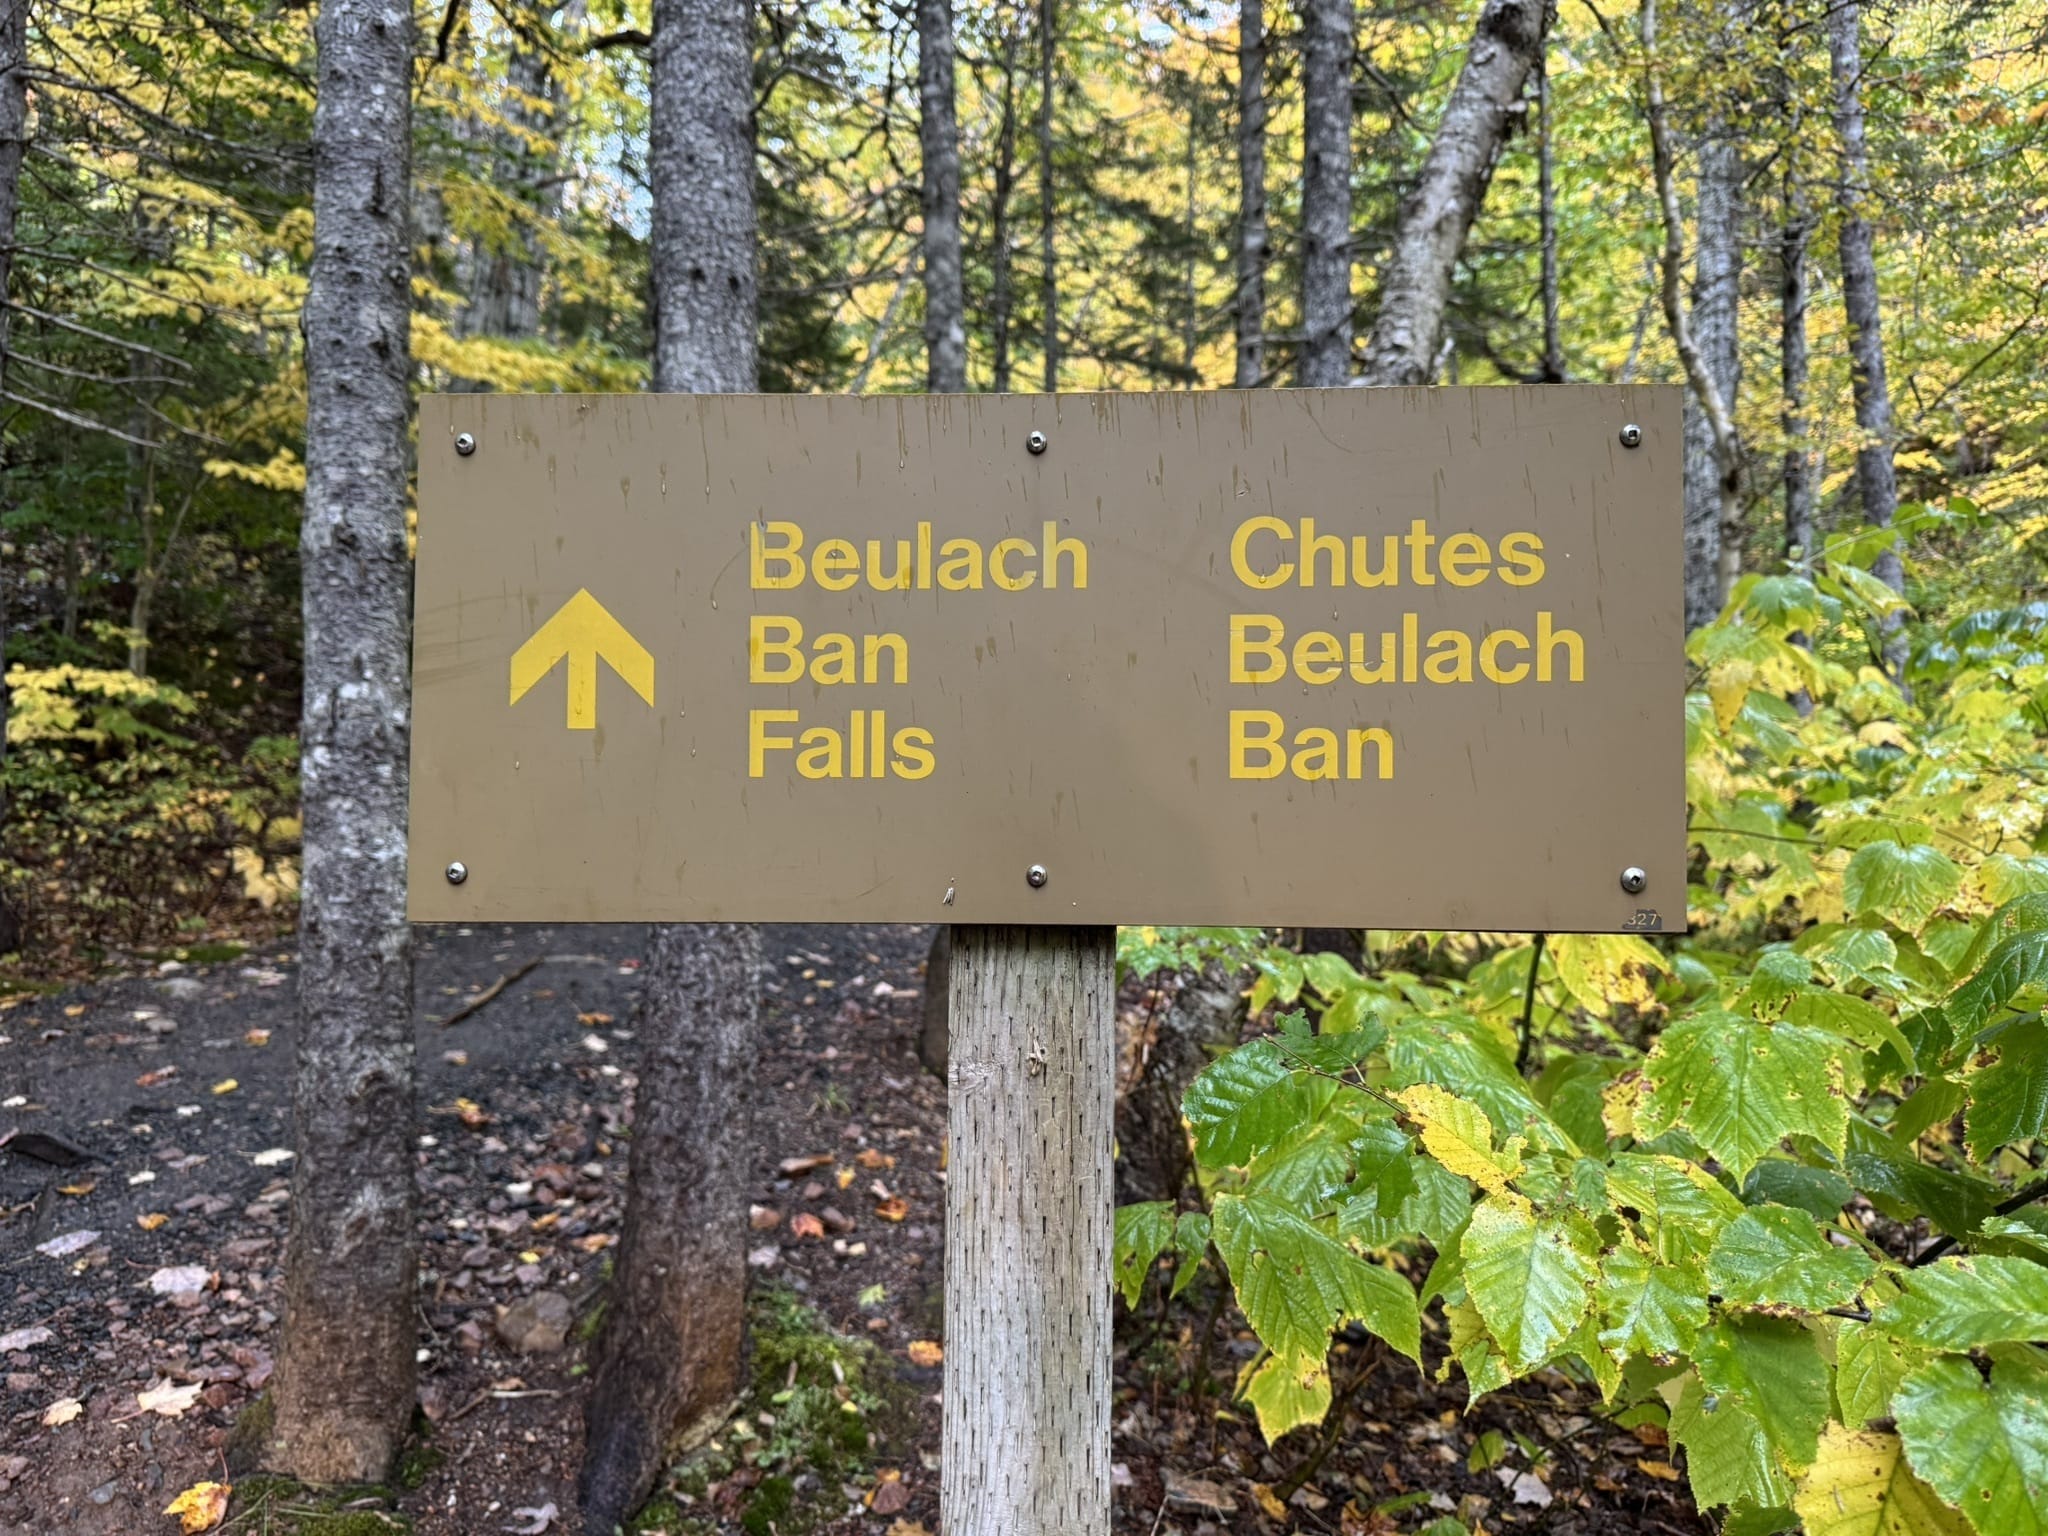 Beulach
Ban
Falls
Chutes
Beulach
Ban
327